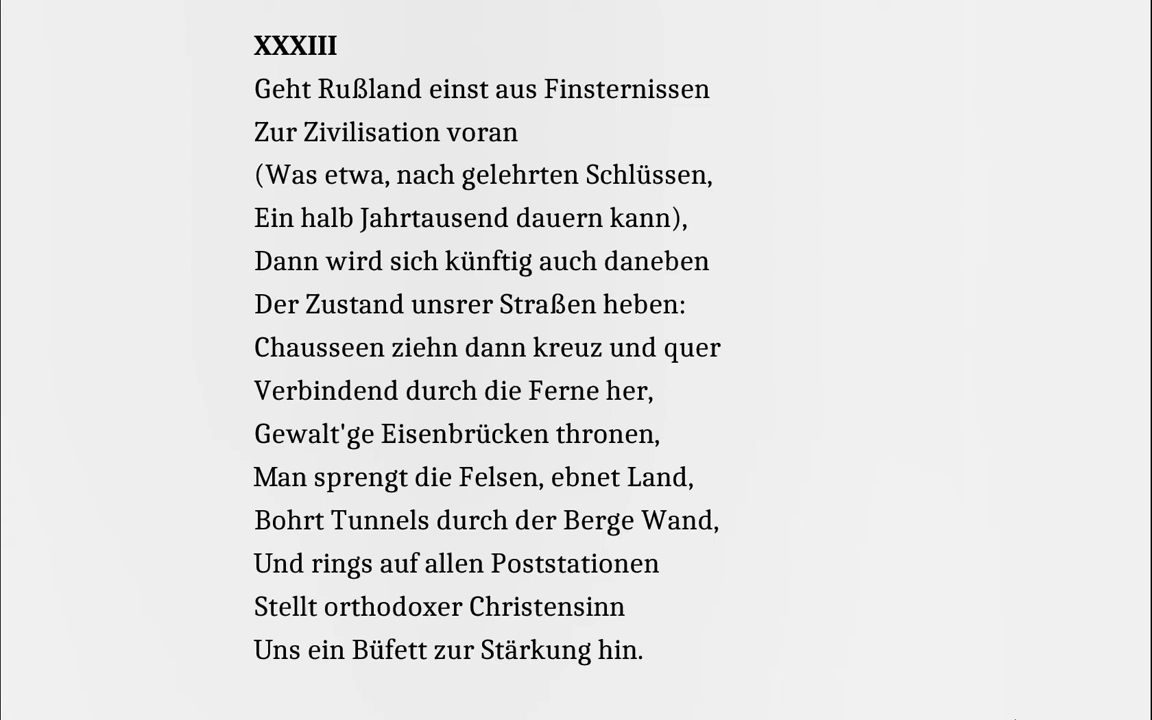 XXXIII
Geht Rußland einst aus Finsternissen
Zur Zivilisation voran
(Was etwa, nach gelehrten Schlüssen,
Ein halb Jahrtausend dauern kann),
Dann wird sich künftig auch daneben
Der Zustand unsrer Straßen heben:
Chausseen ziehn dann kreuz und quer
Verbindend durch die Ferne her,
Gewalt'ge Eisenbrücken thronen,
Man sprengt die Felsen, ebnet Land,
Bohrt Tunnels durch der Berge Wand,
Und rings auf allen Poststationen
Stellt orthodoxer Christensinn
Uns ein Büfett zur Stärkung hin.